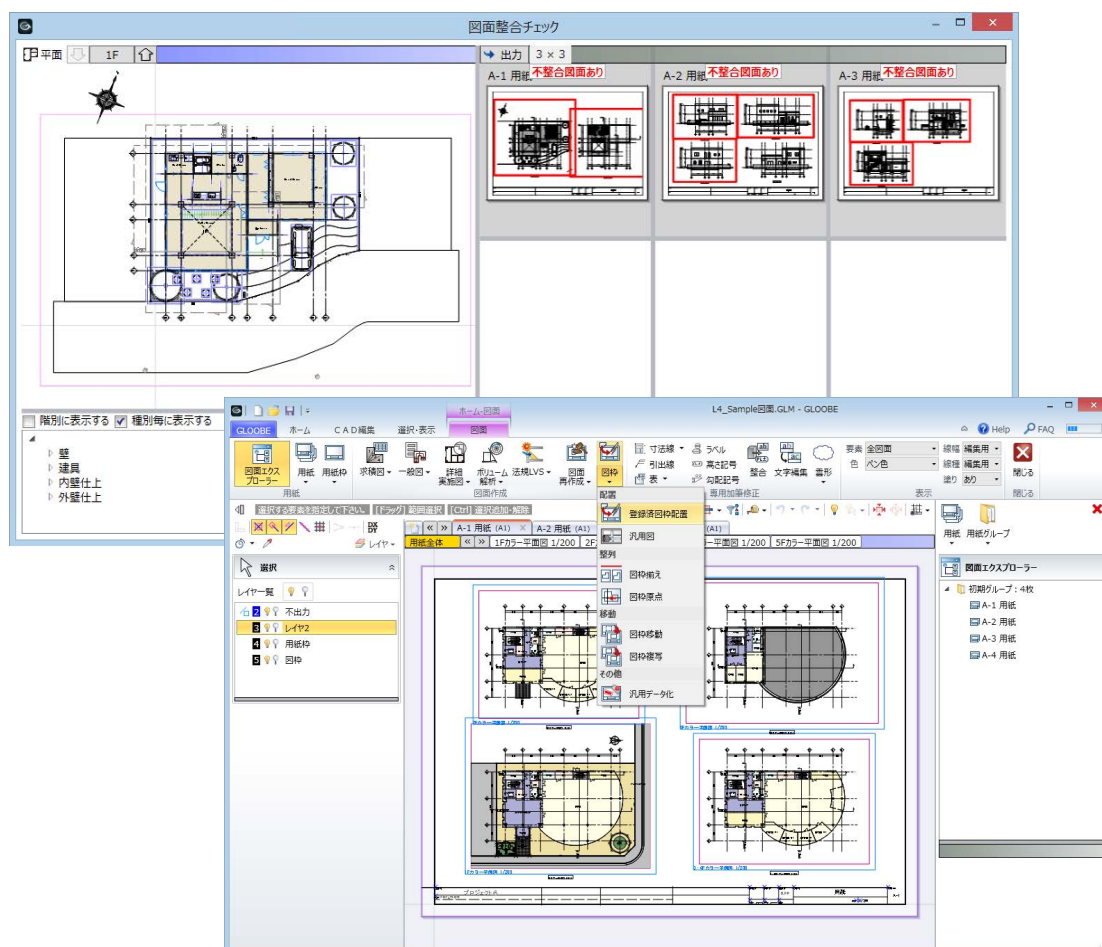 図面整合チェック
平面 1F
出力 3 × 3
A-1 用紙 不整合図面あり
A-2 用紙 不整合図面あり
A-3 用紙 不整合図面あり
階別に表示する 種別毎に表示する
壁
建具
内壁仕上
外壁仕上
ホーム-図面
L4_Sample図面.GLM - GLOOBE
GLOOBE ホーム CAD編集 選択・表示 図面
Help FAQ
図面エクスプローラー
用紙
用紙枠
用紙
求積図
一般図
詳細実施図
ボリューム解析
法規LVS
図面再作成
図面作成
図枠
寸法線
引出線
表
ラベル
高さ記号
勾配記号
整合
文字編集
雲形
専用加筆修正
要素 全図面
色 ペン色
線幅 編集用
線種 編集用
塗り あり
表示
閉じる
閉じる
選択する要素を指定して下さい。 [ドラッグ] 範囲選択 [Ctrl] 選択追加・解除
レイヤ
A-1 用紙 (A1)
A-2 用紙 (A1)
(A1)
用紙全体
1Fカラー平面図 1/200
ラー平面図 1/200
5Fカラー平面図 1/200
配置
登録済図枠配置
汎用図
整列
図枠揃え
図枠原点
移動
図枠移動
図枠複写
その他
汎用データ化
選択
レイヤー一覧
2 不出力
3 レイヤ2
4 用紙枠
5 図枠
用紙
用紙グループ
図面エクスプローラー
初期グループ：4枚
A-1 用紙
A-2 用紙
A-3 用紙
A-4 用紙
プロジェクトA
用紙